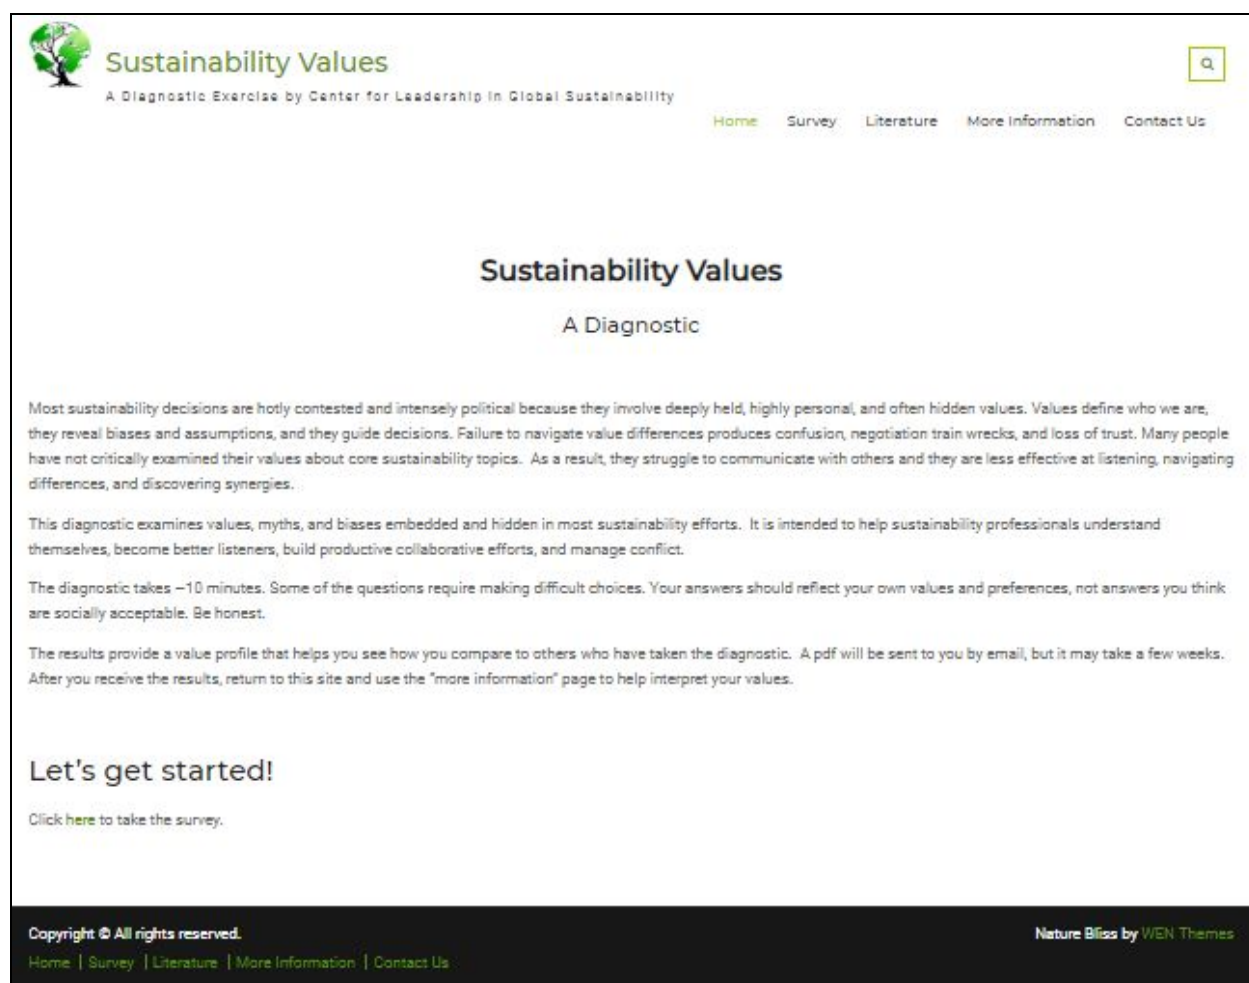 Sustainability Values
A Diagnostic Exercise by Center for Leadership in Global Sustainability
Home Survey Literature More Information Contact Us
Sustainability Values
A Diagnostic
Most sustainability decisions are hotly contested and intensely political because they involve deeply held, highly personal, and often hidden values. Values define who we are,
they reveal biases and assumptions, and they guide decisions. Failure to navigate value differences produces confusion, negotiation train wrecks, and loss of trust. Many people
have not critically examined their values about core sustainability topics. As a result, they struggle to communicate with others and they are less effective at listening, navigating
differences, and discovering synergies.
This diagnostic examines values, myths, and biases embedded and hidden in most sustainability efforts. It is intended to help sustainability professionals understand
themselves, become better listeners, build productive collaborative efforts, and manage conflict.
The diagnostic takes ~10 minutes. Some of the questions require making difficult choices. Your answers should reflect your own values and preferences, not answers you think
are socially acceptable. Be honest.
The results provide a value profile that helps you see how you compare to others who have taken the diagnostic. A pdf will be sent to you by email, but it may take a few weeks.
After you receive the results, return to this site and use the "more information" page to help interpret your values.
Let's get started!
Click here to take the survey.
Copyright © All rights reserved. Nature Bliss by WEN Themes
Home | Survey | Literature | More Information | Contact Us